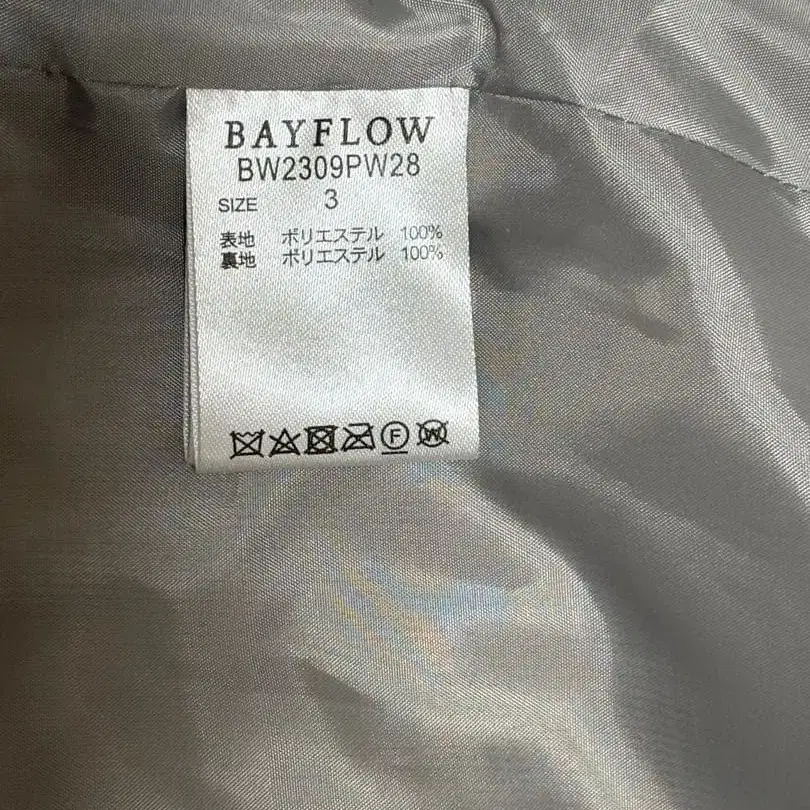 BAYFLOW
BW2309PW28
SIZE 3
表地 ポリエステル 100%
裏地 ポリエステル 100%
F W